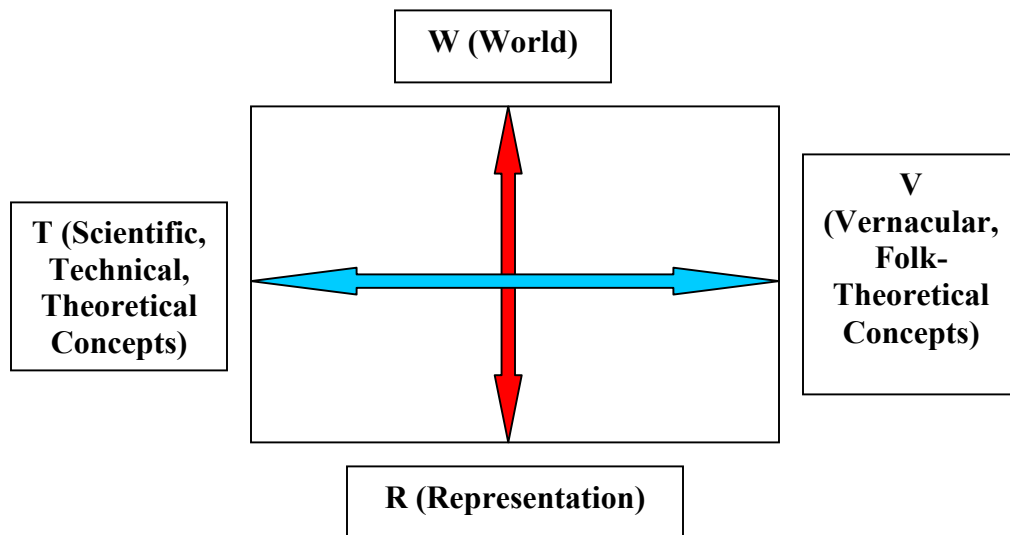 W (World)
T (Scientific,
Technical,
Theoretical
Concepts)
V
(Vernacular,
Folk-
Theoretical
Concepts)
R (Representation)